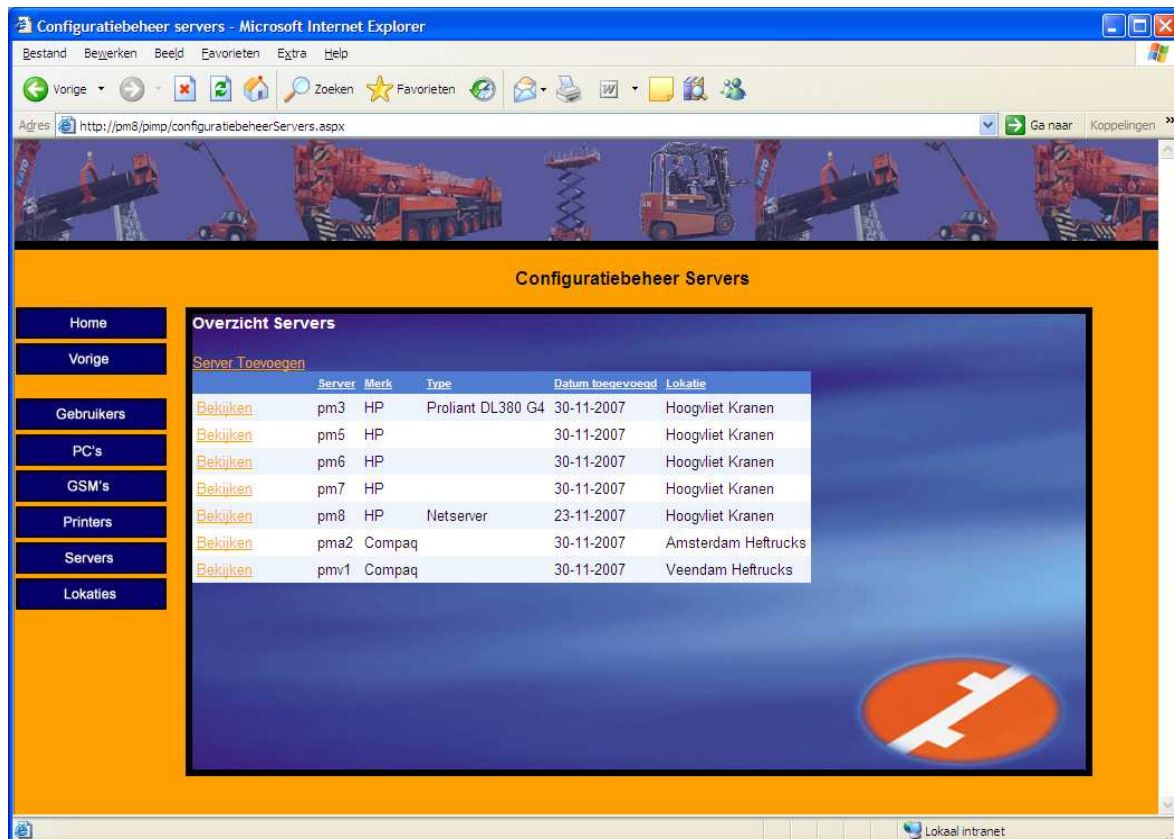 Configuratiebeheer servers - Microsoft Internet Explorer
Bestand Bewerken Beeld Favorieten Extra Help
Vorige Zoeken Favorieten
Adres http://pm8/pimp/configuratiebeheerServers.aspx Ga naar Koppelingen »
KATO KATO
Configuratiebeheer Servers
Home
Vorige
Gebruikers
PC's
GSM's
Printers
Servers
Lokaties
Overzicht Servers
Server Toevoegen
Server Merk Type Datum toegevoegd Lokatie
Bekijken pm3 HP Proliant DL380 G4 30-11-2007 Hoogvliet Kranen
Bekijken pm5 HP 30-11-2007 Hoogvliet Kranen
Bekijken pm6 HP 30-11-2007 Hoogvliet Kranen
Bekijken pm7 HP 30-11-2007 Hoogvliet Kranen
Bekijken pm8 HP Netserver 23-11-2007 Hoogvliet Kranen
Bekijken pma2 Compaq 30-11-2007 Amsterdam Heftrucks
Bekijken pmv1 Compaq 30-11-2007 Veendam Heftrucks
Lokaal intranet